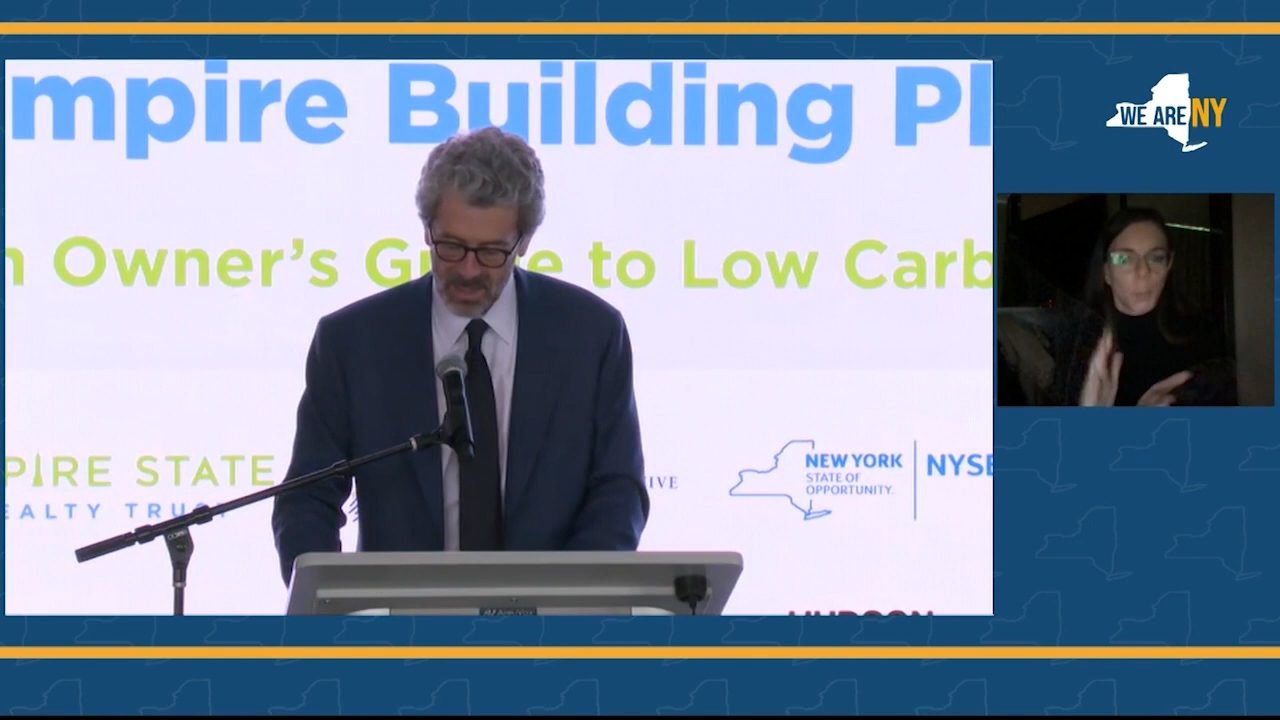 mpire Building Pl
WE ARE NY
n Owner's Gu e to Low Carb
PIRE STATE
EALTY TRUST
IVE
NEW YORK
STATE OF
OPPORTUNITY.
NYSE
HUDSON